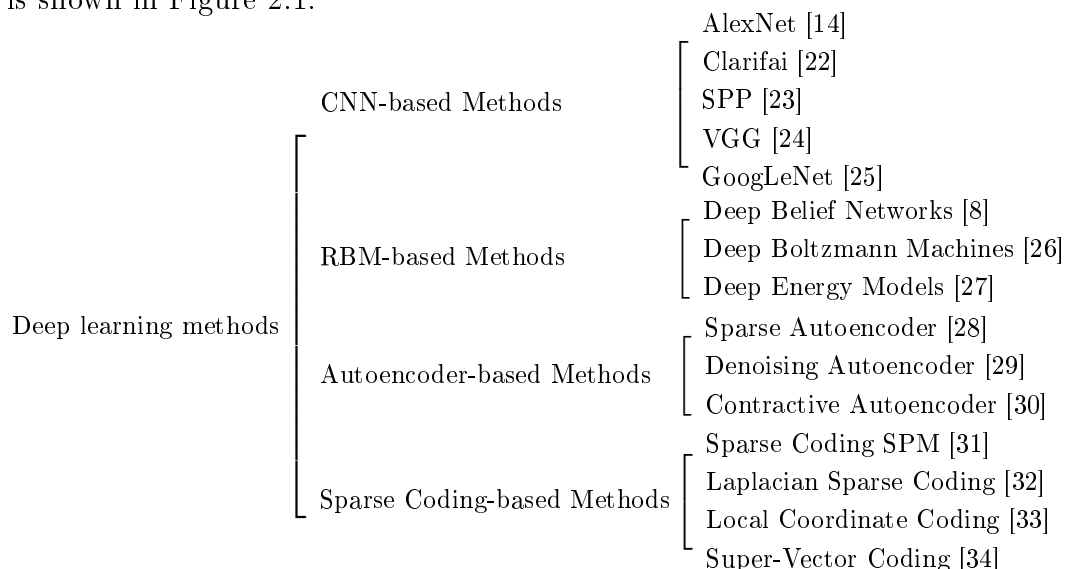 is shown in Figure 2.1.
Deep learning methods
CNN-based Methods
AlexNet [14]
Clarifai [22]
SPP [23]
VGG [24]
GoogLeNet [25]
RBM-based Methods
Deep Belief Networks [8]
Deep Boltzmann Machines [26]
Deep Energy Models [27]
Autoencoder-based Methods
Sparse Autoencoder [28]
Denoising Autoencoder [29]
Contractive Autoencoder [30]
Sparse Coding-based Methods
Sparse Coding SPM [31]
Laplacian Sparse Coding [32]
Local Coordinate Coding [33]
Super-Vector Coding [34]